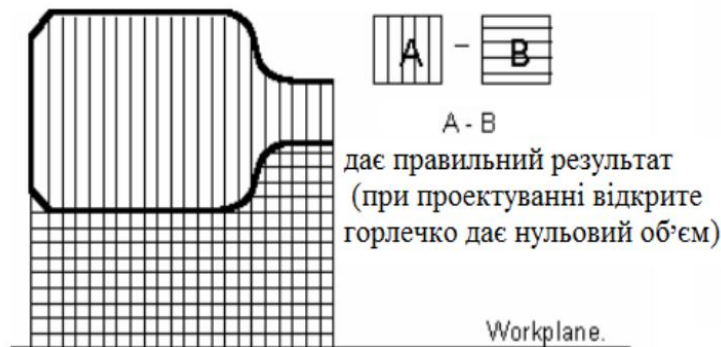 A - B
A - B
дає правильний результат
(при проектуванні відкрите
горлечко дає нульовий об'єм)
Workplane.